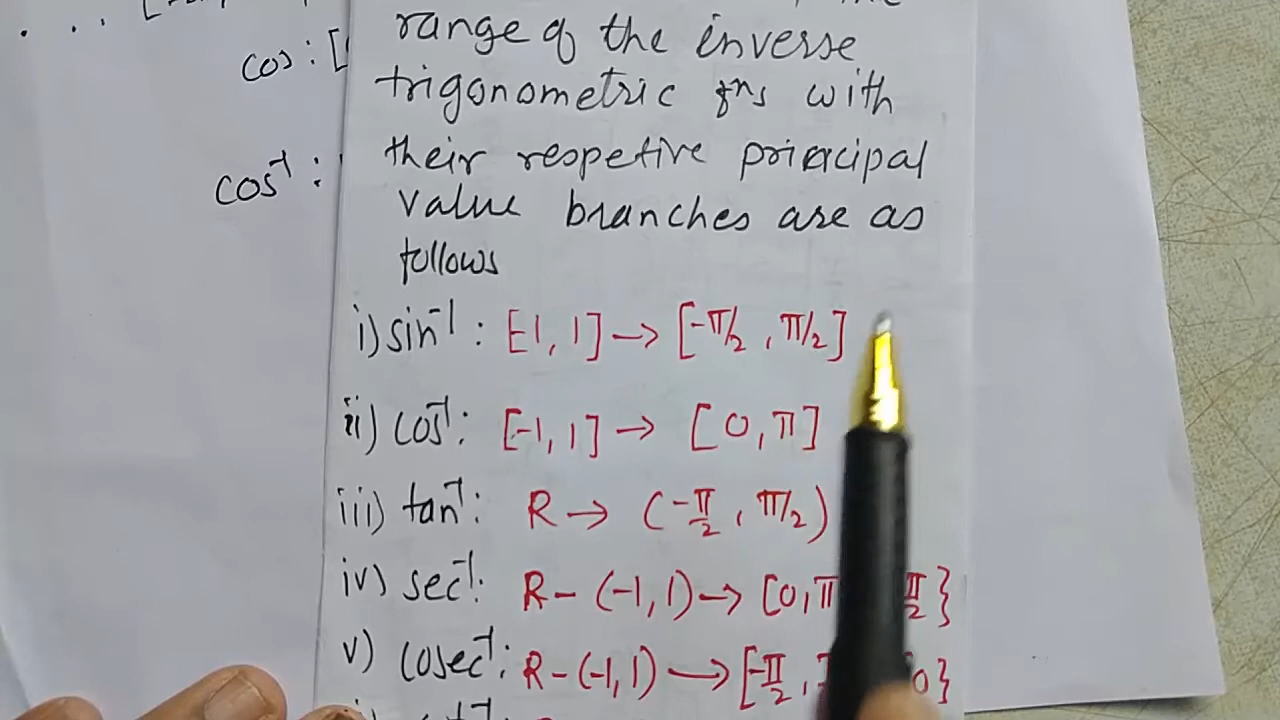 cos : [
cos⁻¹ :
range of the inverse
trigonometric fns with
their respetive principal
value branches are as
follows
i) sin⁻¹ : [-1, 1] → [-π/2, π/2]
ii) cos⁻¹ : [-1, 1] → [0, π]
iii) tan⁻¹ : R → (-π/2, π/2)
iv) sec⁻¹ : R - (-1, 1) → [0, π π/2}
v) cosec⁻¹ : R - (-1, 1) → [-π/2, 0}